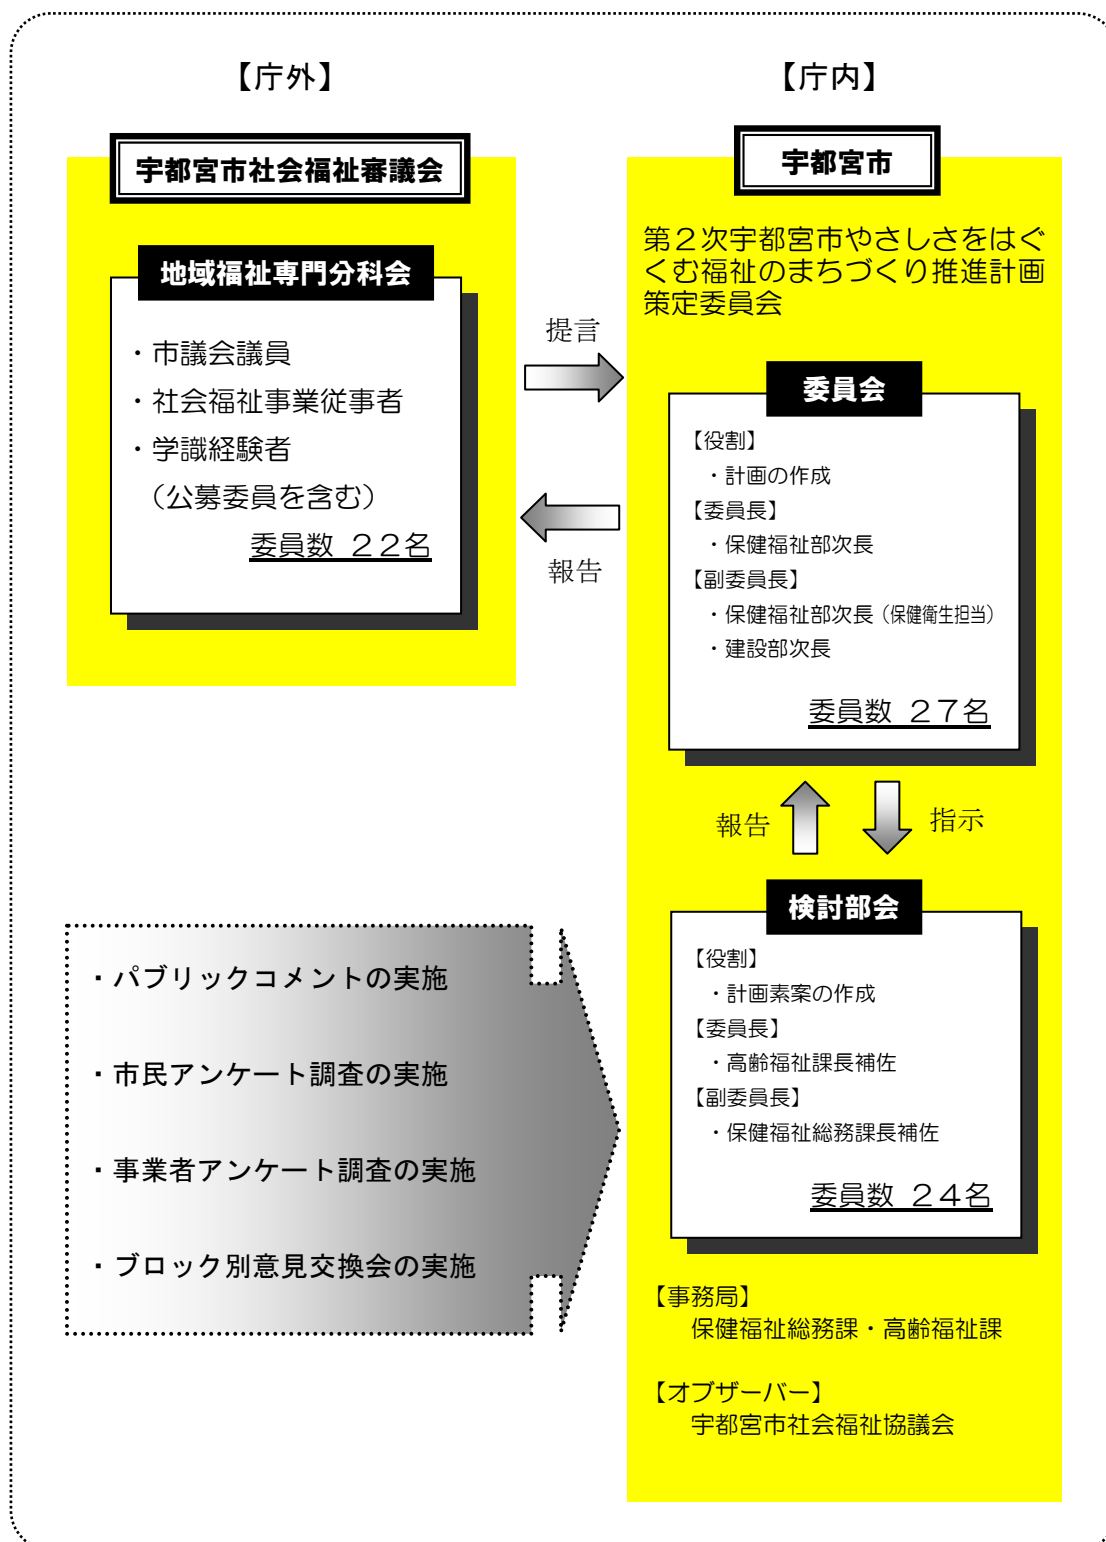 【庁外】
宇都宮市社会福祉審議会
地域福祉専門分科会
・市議会議員
・社会福祉事業従事者
・学識経験者
（公募委員を含む）
委員数 ２２名
提言
報告
【庁内】
宇都宮市
第２次宇都宮市やさしさをはぐ
くむ福祉のまちづくり推進計画
策定委員会
委員会
【役割】
・計画の作成
【委員長】
・保健福祉部次長
【副委員長】
・保健福祉部次長（保健衛生担当）
・建設部次長
委員数 ２７名
報告
指示
検討部会
【役割】
・計画素案の作成
【委員長】
・高齢福祉課長補佐
【副委員長】
・保健福祉総務課長補佐
委員数 ２４名
【事務局】
保健福祉総務課・高齢福祉課
【オブザーバー】
宇都宮市社会福祉協議会
・パブリックコメントの実施
・市民アンケート調査の実施
・事業者アンケート調査の実施
・ブロック別意見交換会の実施